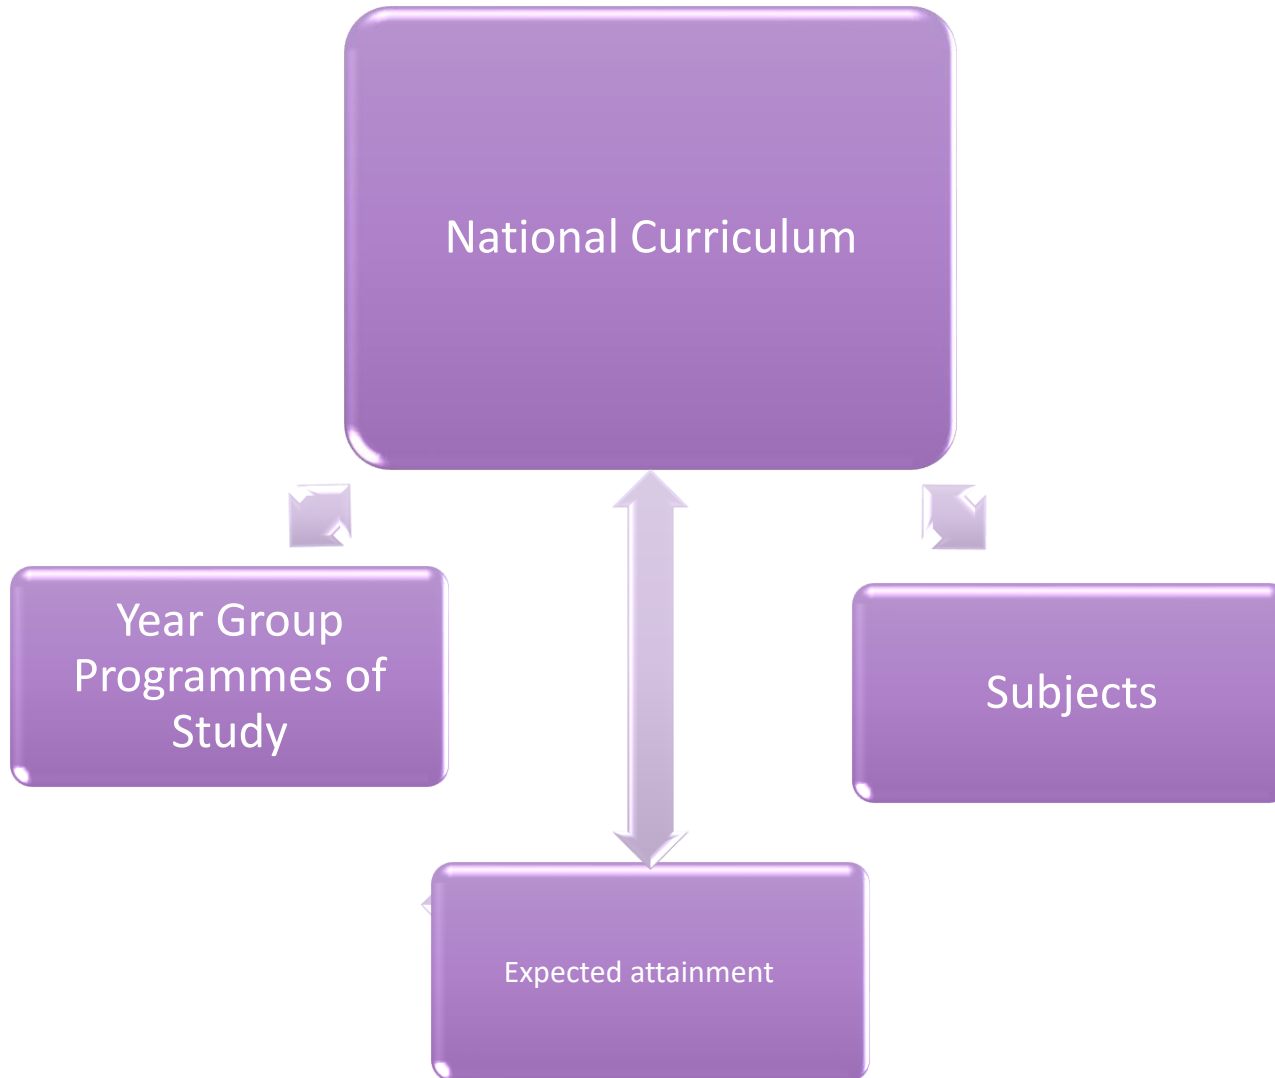 National Curriculum
Year Group
Programmes of
Study
Subjects
Expected attainment